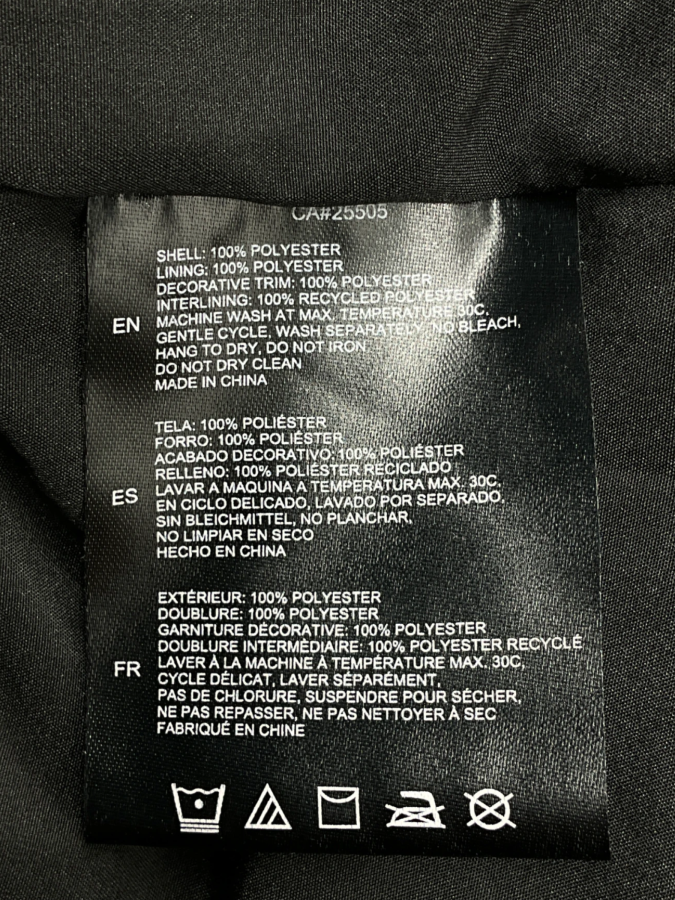 CA#25505
SHELL: 100% POLYESTER
LINING: 100% POLYESTER
DECORATIVE TRIM: 100% POLYESTER
INTERLINING: 100% RECYCLED POLYESTER
EN
MACHINE WASH AT MAX. TEMPERATURE 30C,
GENTLE CYCLE, WASH SEPARATELY, NO BLEACH,
HANG TO DRY, DO NOT IRON,
DO NOT DRY CLEAN
MADE IN CHINA
TELA: 100% POLIÉSTER
FORRO: 100% POLIÉSTER
ACABADO DECORATIVO: 100% POLIÉSTER
RELLENO: 100% POLIÉSTER RECICLADO
ES
LAVAR A MAQUINA A TEMPERATURA MAX. 30C,
EN CICLO DELICADO, LAVADO POR SEPARADO,
SIN BLEICHMITTEL, NO PLANCHAR,
NO LIMPIAR EN SECO
HECHO EN CHINA
EXTÉRIEUR: 100% POLYESTER
DOUBLURE: 100% POLYESTER
GARNITURE DÉCORATIVE: 100% POLYESTER
DOUBLURE INTERMÉDIAIRE: 100% POLYESTER RECYCLÉ
FR
LAVER À LA MACHINE À TEMPÉRATURE MAX. 30C,
CYCLE DÉLICAT, LAVER SÉPARÉMENT,
PAS DE CHLORURE, SUSPENDRE POUR SÉCHER,
NE PAS REPASSER, NE PAS NETTOYER À SEC
FABRIQUÉ EN CHINE